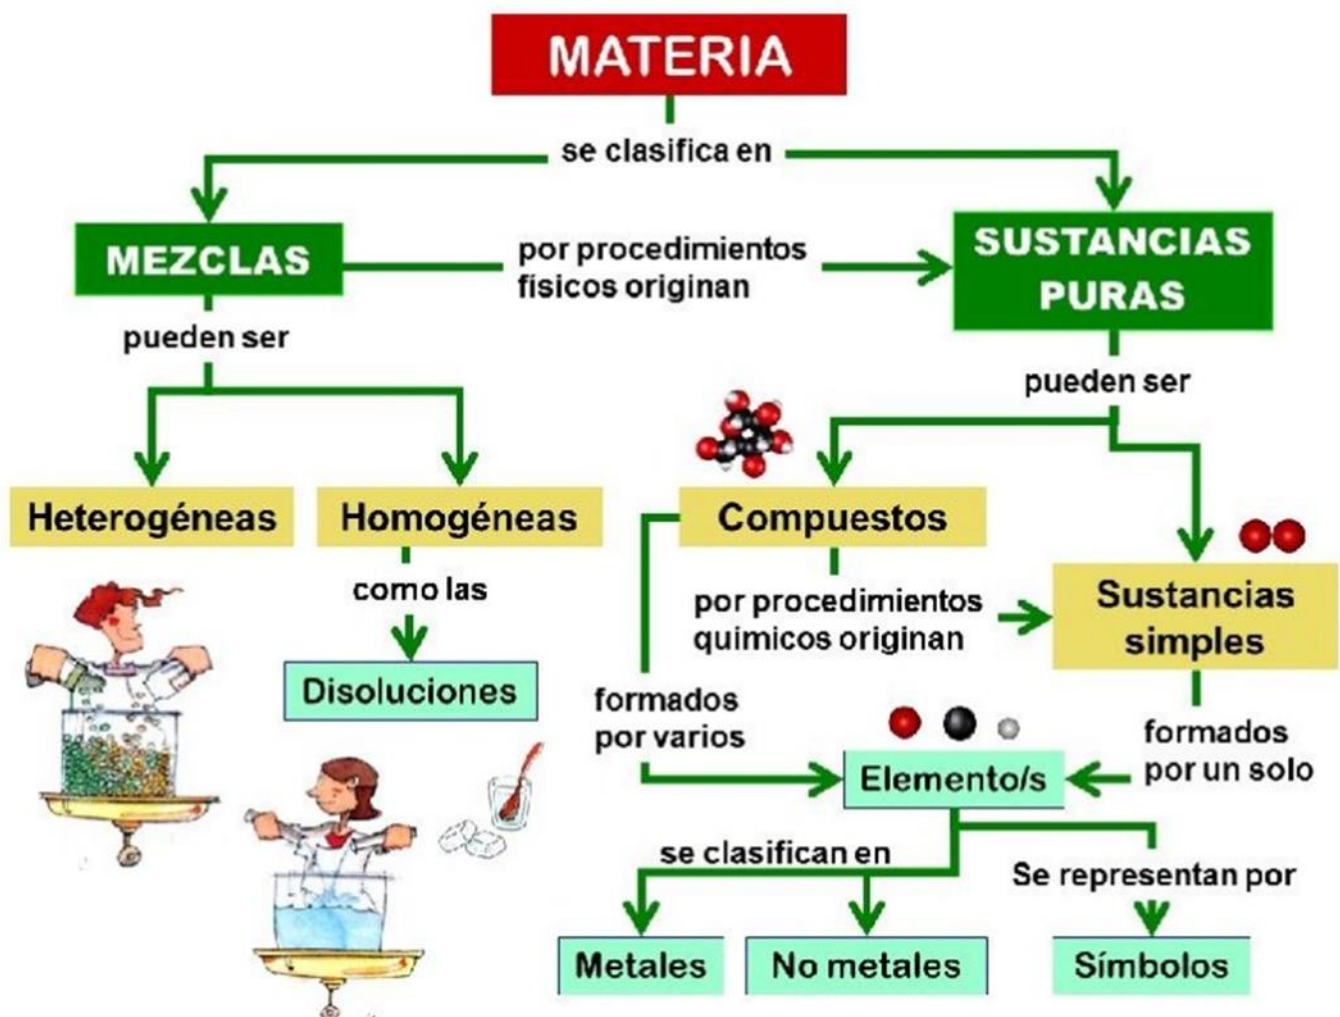 MATERIA
se clasifica en
MEZCLAS
por procedimientos
físicos originan
SUSTANCIAS
PURAS
pueden ser
pueden ser
Heterogéneas
Homogéneas
Compuestos
como las
por procedimientos
quimicos originan
Sustancias
simples
Disoluciones
formados
por varios
formados
por un solo
Elemento/s
se clasifican en
Se representan por
Metales
No metales
Símbolos